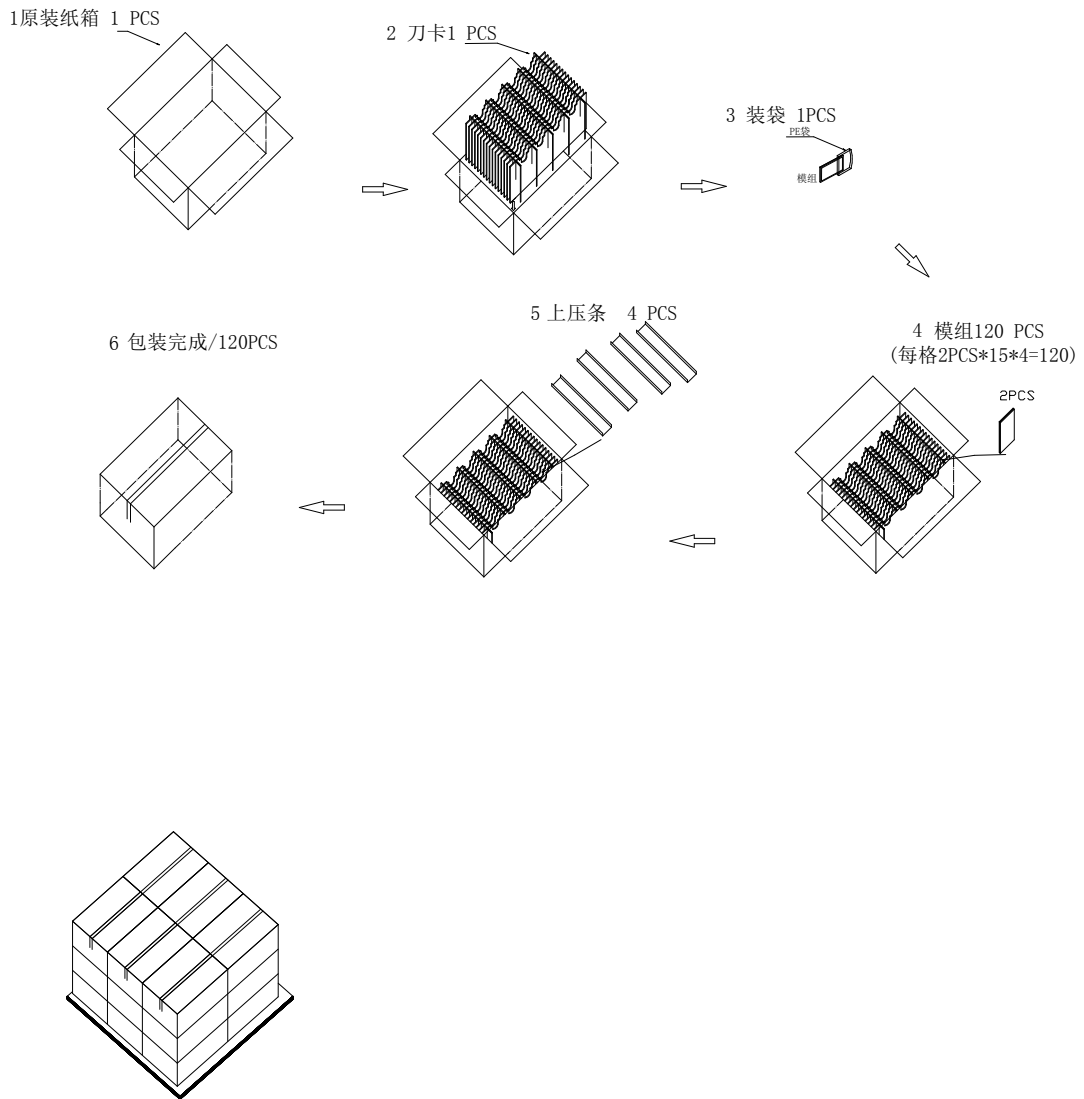 1原装纸箱 1 PCS
2 刀卡1 PCS
3 装袋 1PCS
PE袋
模组
4 模组120 PCS
(每格2PCS*15*4=120)
2PCS
5上压条 4 PCS
6 包装完成/120PCS